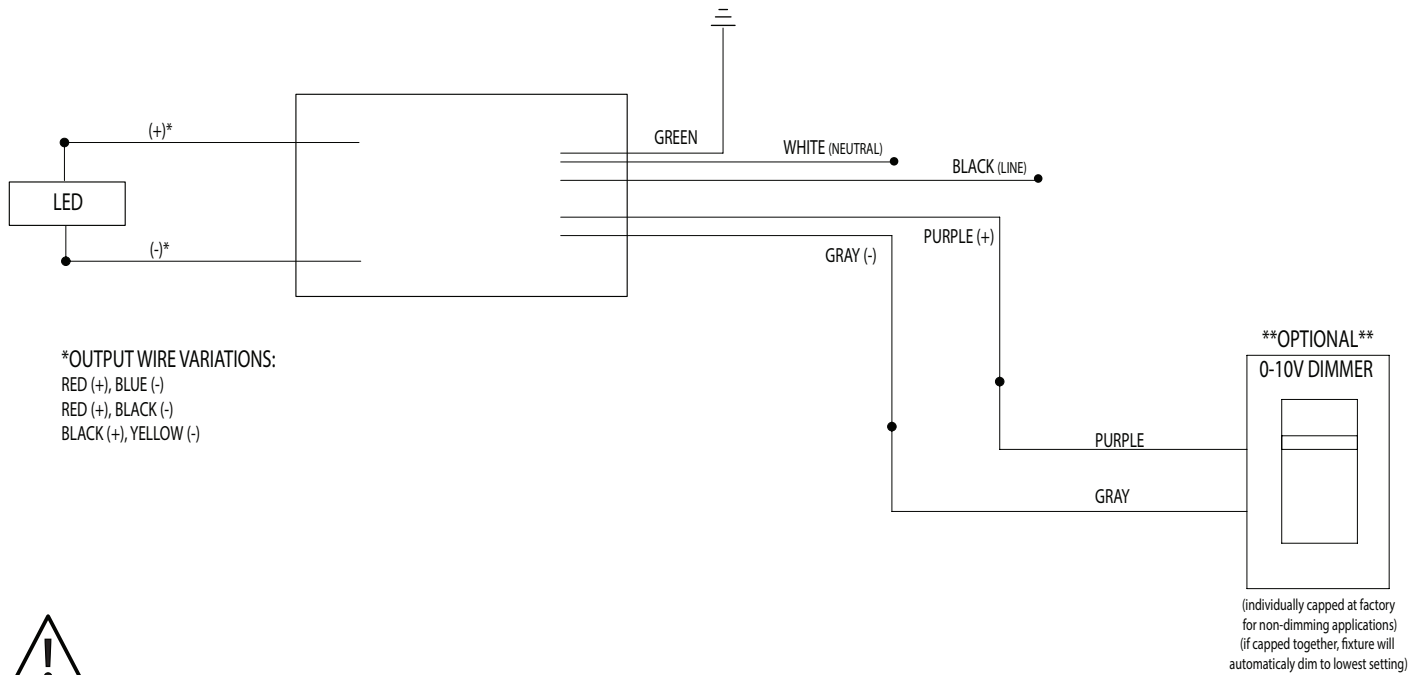 GREEN
(+)*
WHITE (NEUTRAL)
BLACK (LINE)
LED
PURPLE (+)
(-)*
GRAY (-)
**OPTIONAL**
0-10V DIMMER
*OUTPUT WIRE VARIATIONS:
RED (+), BLUE (-)
RED (+), BLACK (-)
BLACK (+), YELLOW (-)
PURPLE
GRAY
(individually capped at factory
for non-dimming applications)
(if capped together, fixture will
automaticaly dim to lowest setting)
!